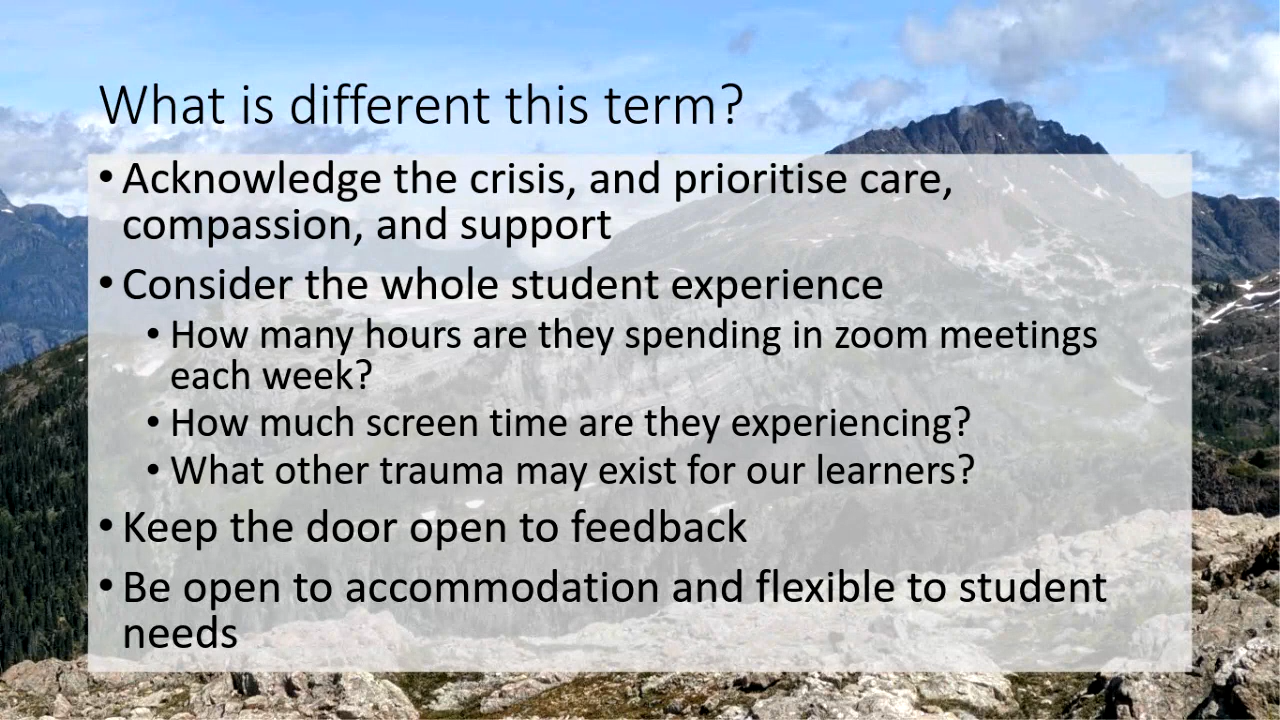 What is different this term?
• Acknowledge the crisis, and prioritise care,
compassion, and support
• Consider the whole student experience
• How many hours are they spending in zoom meetings
each week?
• How much screen time are they experiencing?
• What other trauma may exist for our learners?
• Keep the door open to feedback
• Be open to accommodation and flexible to student
needs